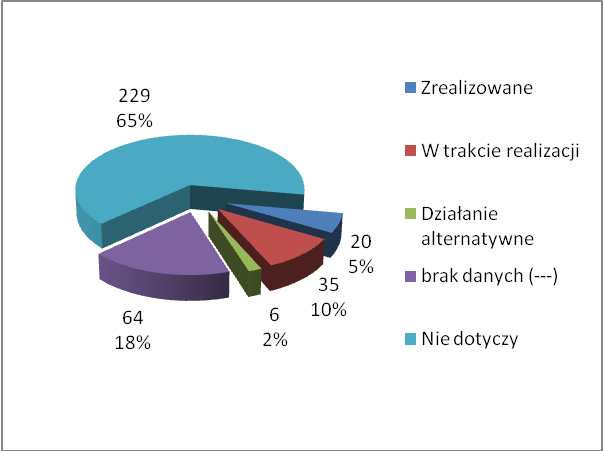 229
65%
20
5%
35
10%
6
2%
64
18%
Zrealizowane
W trakcie realizacji
Działanie
alternatywne
brak danych (---)
Nie dotyczy